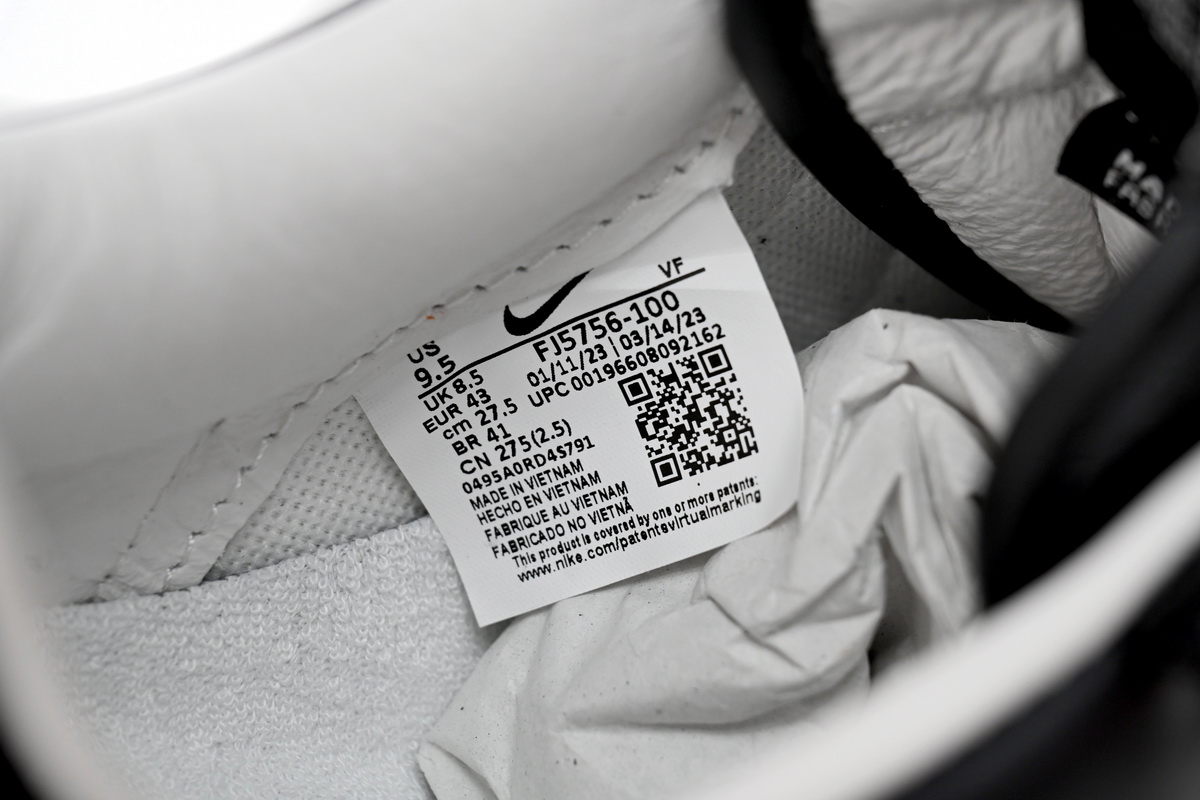 VF
US
9.5
FJ5756-100
UK 8.5
01/11/23 | 03/14/23
EUR 43
UPC 00196608092162
cm 27.5
BR 41
CN 275(2.5)
0495A0RD4S791
MADE IN VIETNAM
HECHO EN VIETNAM
FABRIQUE AU VIETNAM
FABRICADO NO VIETNÃ
This product is covered by one or more patents:
www.nike.com/patentsvirtualmarking